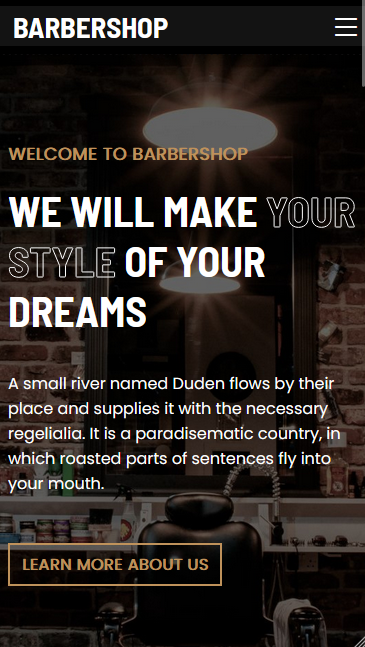 BARBERSHOP
WELCOME TO BARBERSHOP
WE WILL MAKE YOUR
STYLE OF YOUR
DREAMS
A small river named Duden flows by their
place and supplies it with the necessary
regelialia. It is a paradisematic country, in
which roasted parts of sentences fly into
your mouth.
LEARN MORE ABOUT US